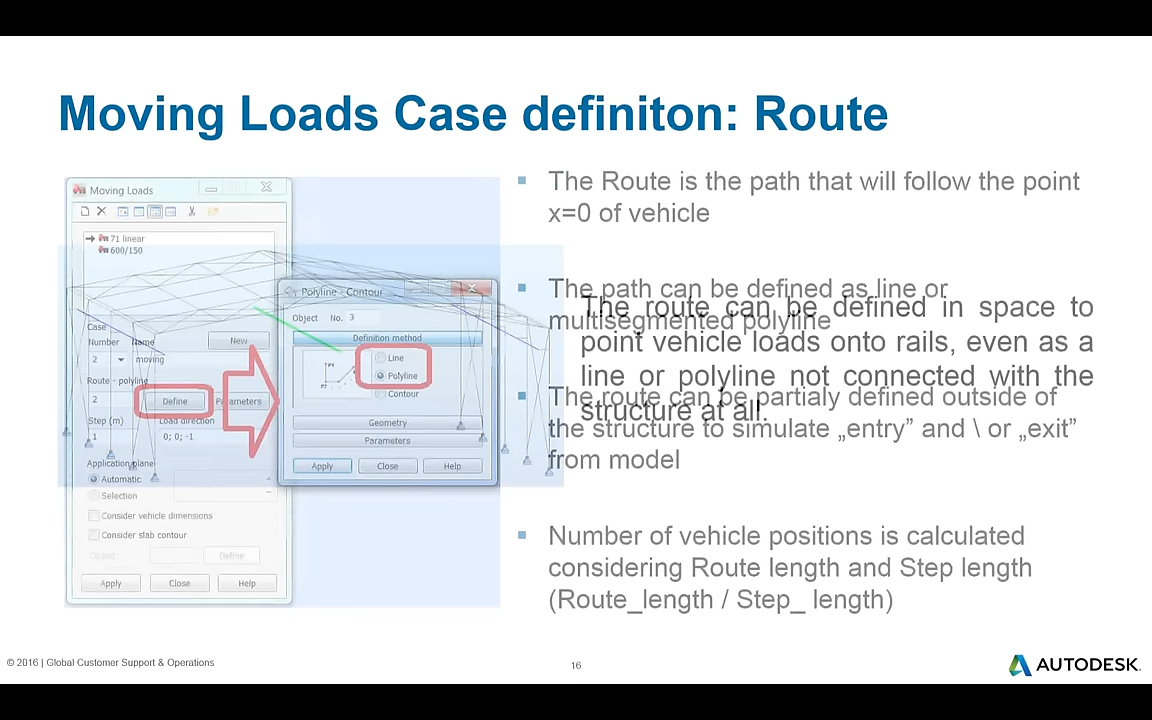 Moving Loads Case definiton: Route
Moving Loads
71 linear
600/150
Case
Number Name
New
2 moving
Route - polyline
2 Define Parameters
Step (m) Load direction
1 0; 0; -1
Application plane
Automatic
Selection
Consider vehicle dimensions
Consider slab contour
Object Define
Apply Close Help
Polyline - Contour
Object No. 3
Definition method
Line
Polyline
Contour
Geometry
Parameters
Apply Close Help
The Route is the path that will follow the point
x=0 of vehicle
The path can be defined as line or
multisegmented polyline
The route can be partialy defined outside of
the structure to simulate „entry” and \ or „exit”
from model
Number of vehicle positions is calculated
considering Route length and Step length
(Route_length / Step_ length)
The route can be defined in space to
point vehicle loads onto rails, even as a
line or polyline not connected with the
structure at all.
© 2016 | Global Customer Support & Operations
16
AUTODESK.